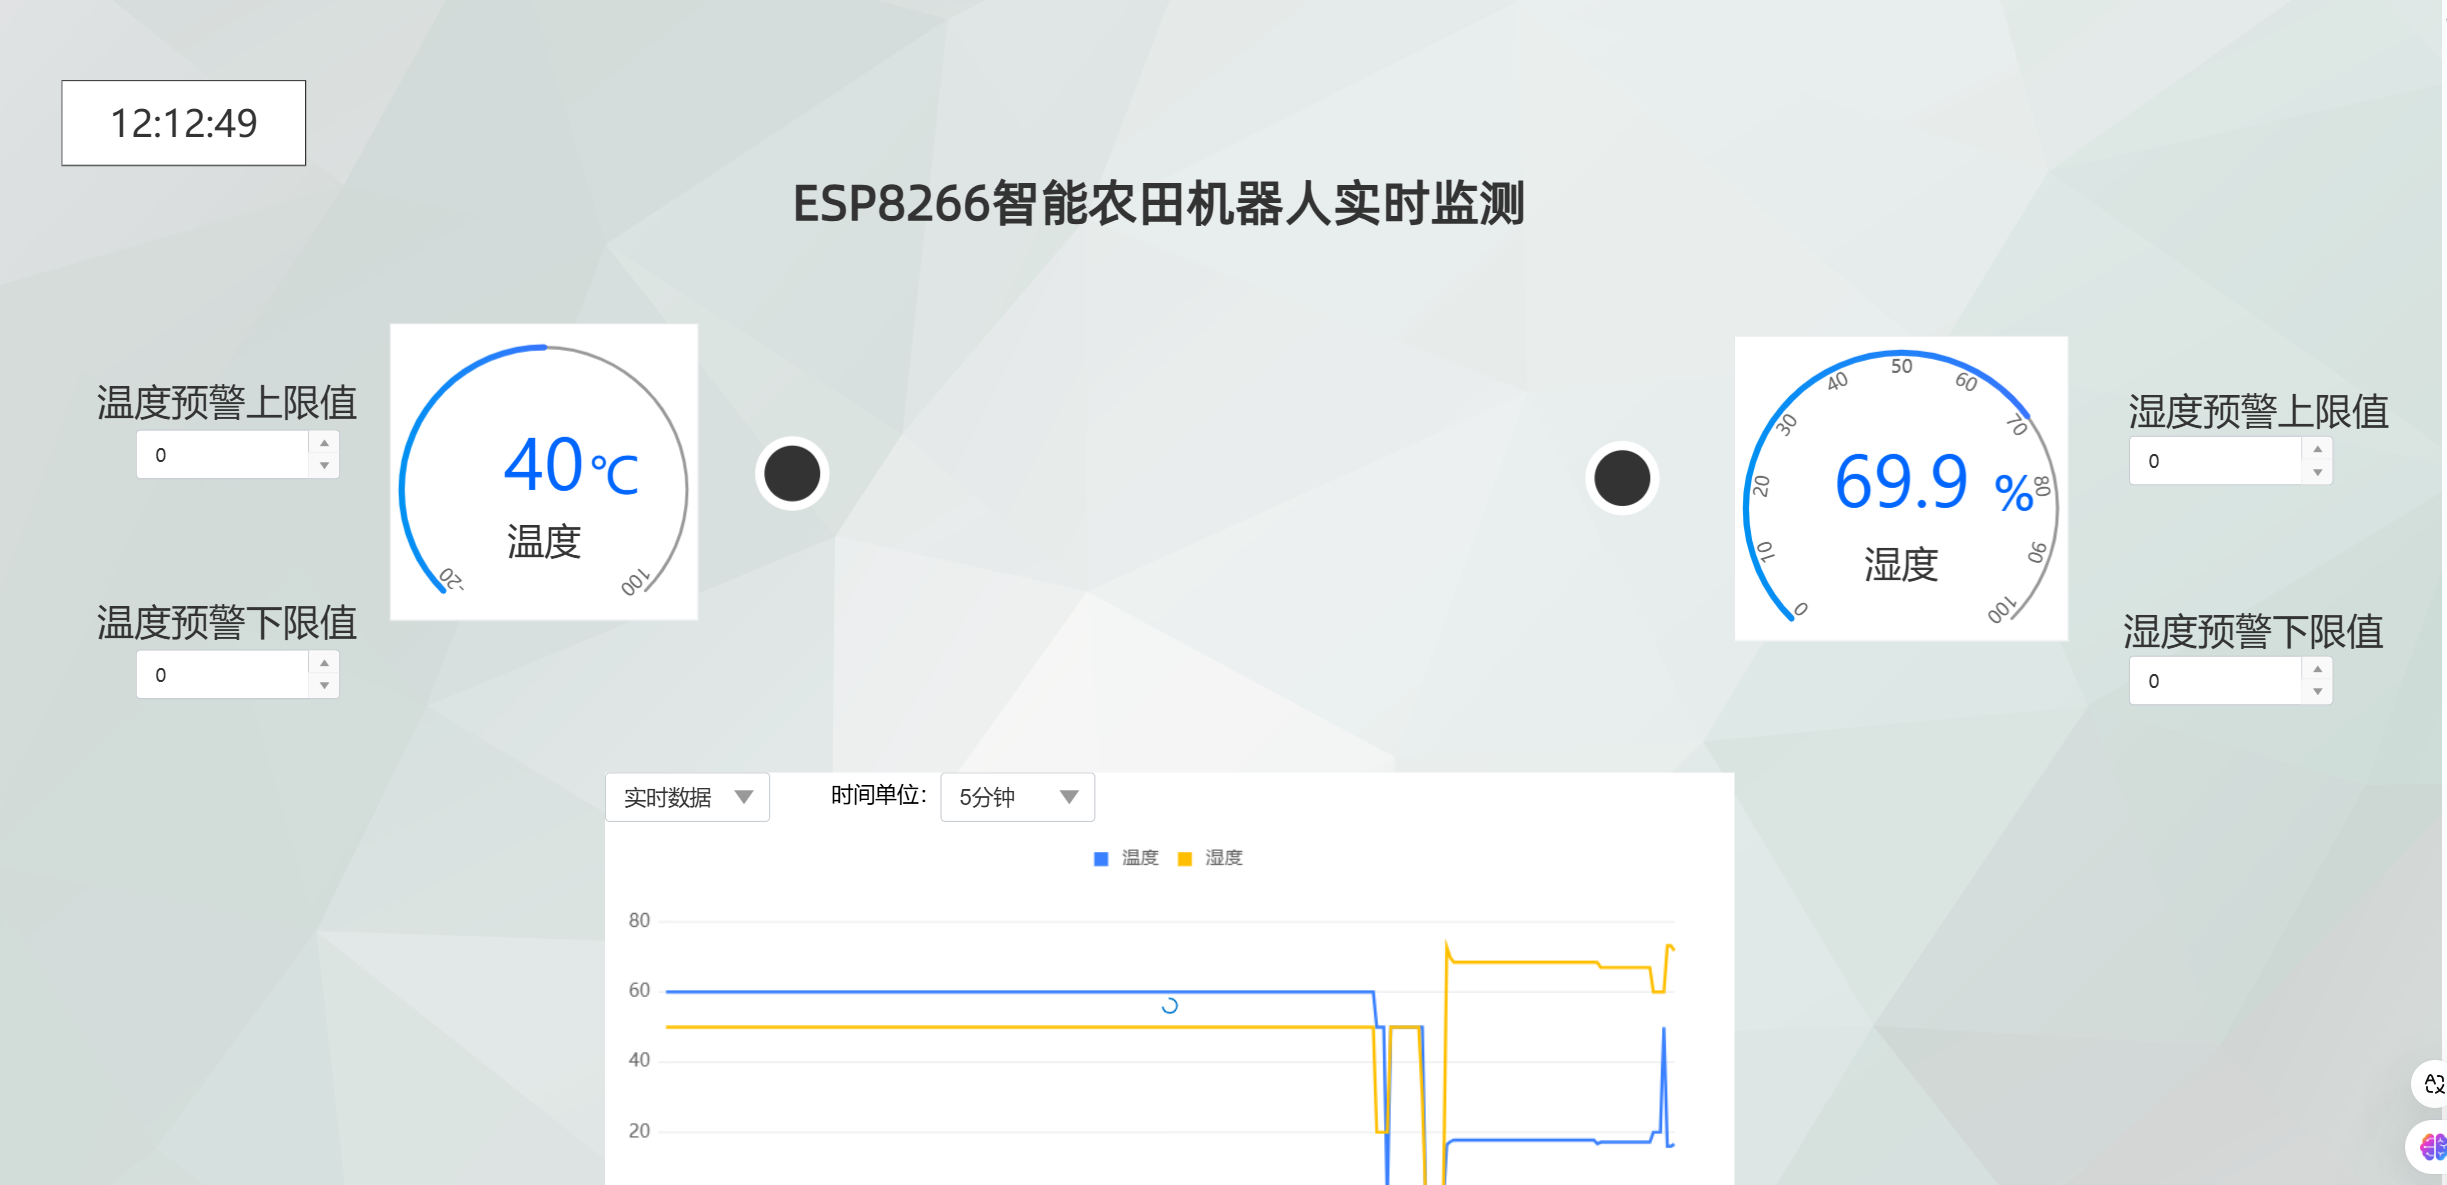 12:12:49
ESP8266智能农田机器人实时监测
温度预警上限值
0
温度预警下限值
0
40℃
温度
-20
100
0
10
20
30
40
50
60
70
80
90
100
69.9 %
湿度
湿度预警上限值
0
湿度预警下限值
0
实时数据
时间单位：
5分钟
温度 湿度
80
60
40
20